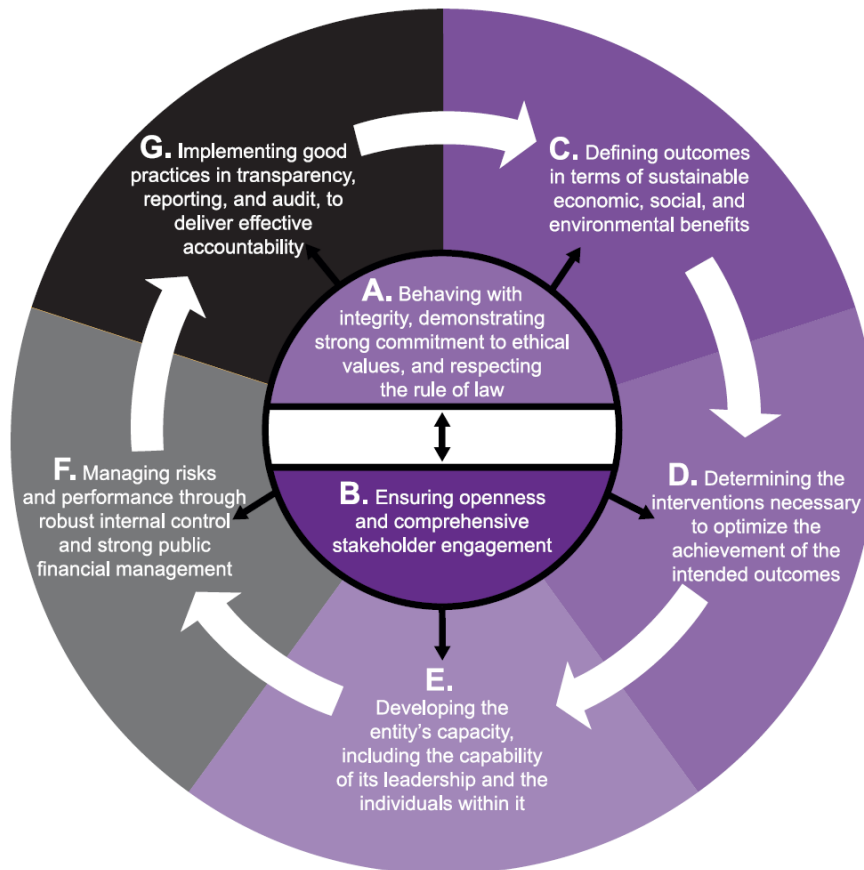 A. Behaving with
integrity, demonstrating
strong commitment to ethical
values, and respecting
the rule of law
B. Ensuring openness
and comprehensive
stakeholder engagement
C. Defining outcomes
in terms of sustainable
economic, social, and
environmental benefits
D. Determining the
interventions necessary
to optimize the
achievement of the
intended outcomes
E.
Developing the
entity's capacity,
including the capability
of its leadership and the
individuals within it
F. Managing risks
and performance through
robust internal control
and strong public
financial management
G. Implementing good
practices in transparency,
reporting, and audit, to
deliver effective
accountability